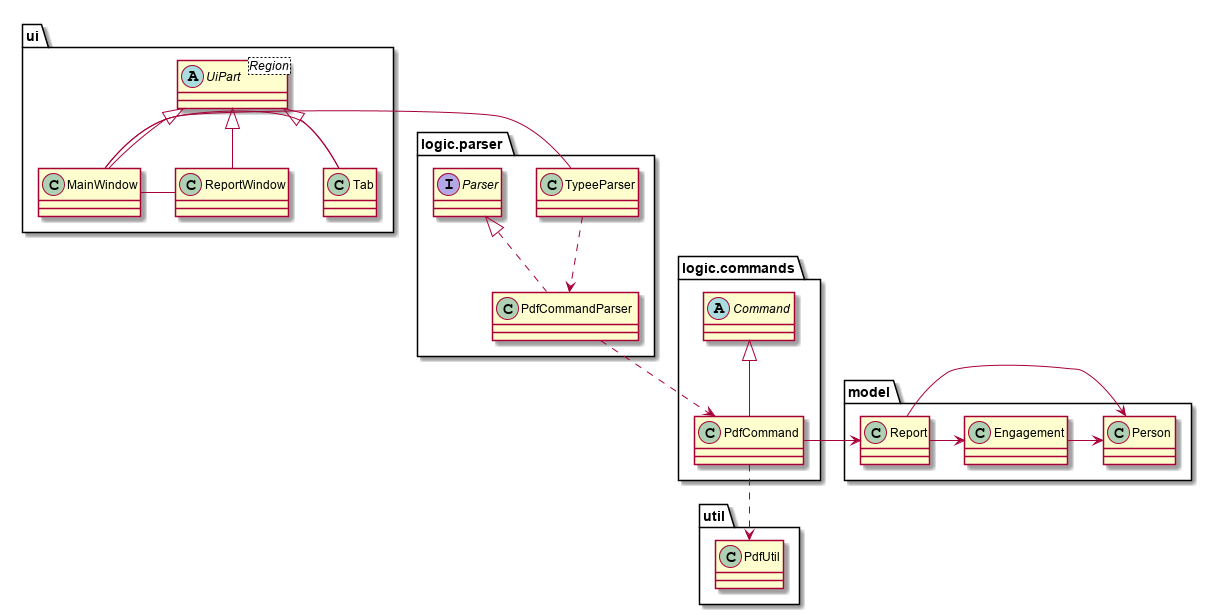 ui
A UiPart Region
C MainWindow
C ReportWindow
C Tab
logic.parser
I Parser
C TypeeParser
C PdfCommandParser
logic.commands
A Command
C PdfCommand
model
C Report
C Engagement
C Person
util
C PdfUtil